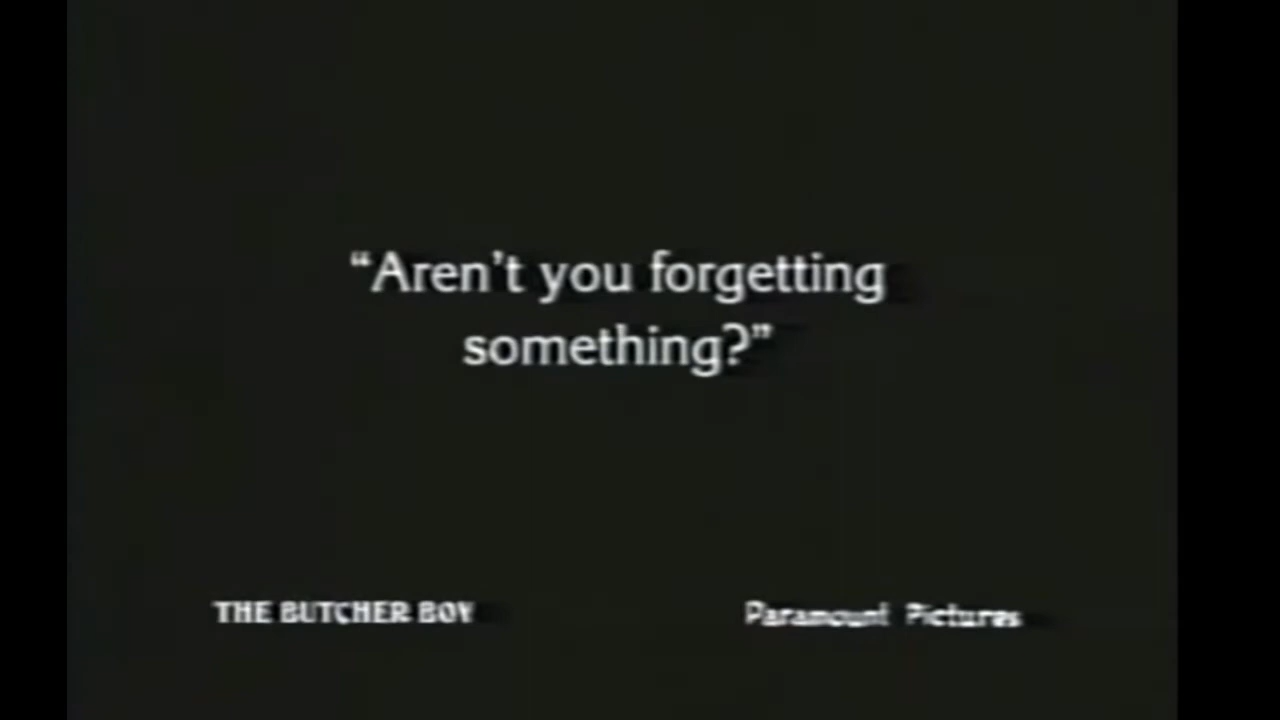 “Aren’t you forgetting
something?”
THE BUTCHER BOY
Paramount Pictures